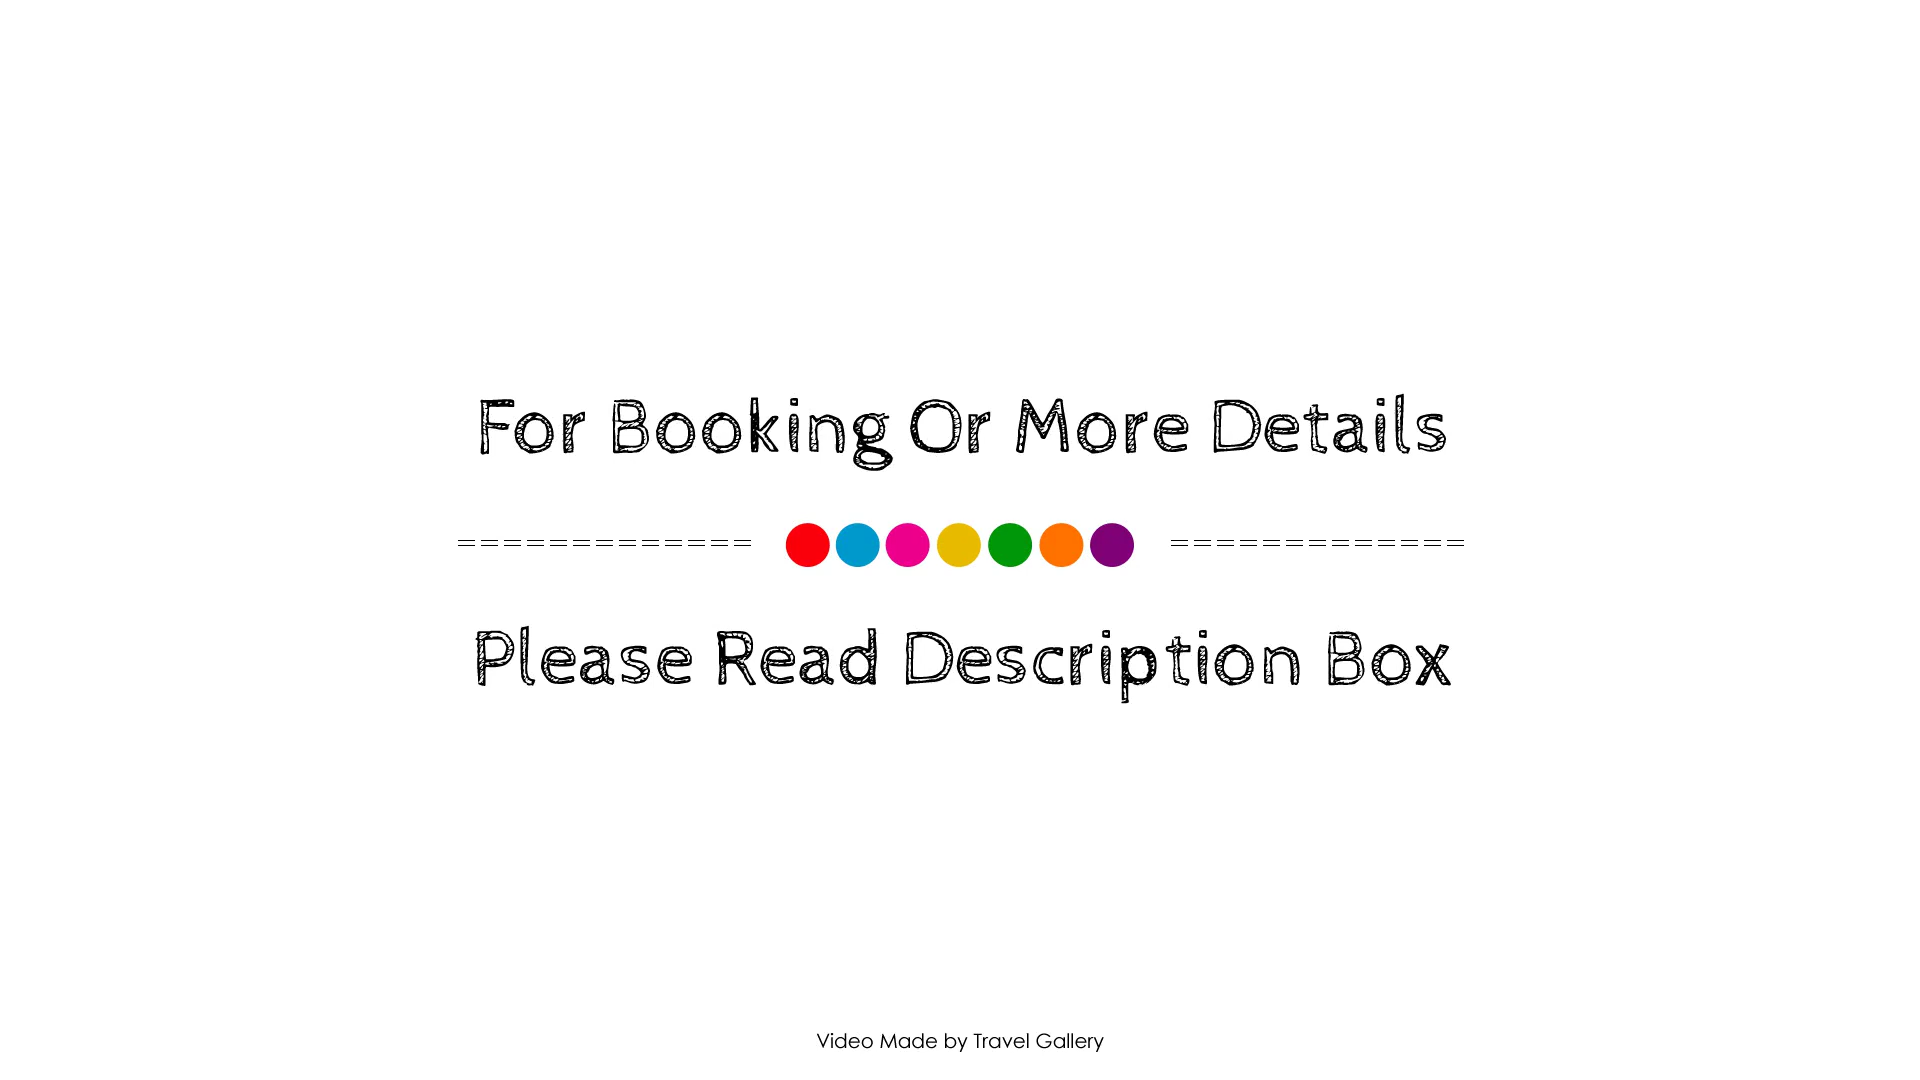 For Booking Or More Details
============= =============
Please Read Description Box
Video Made by Travel Gallery